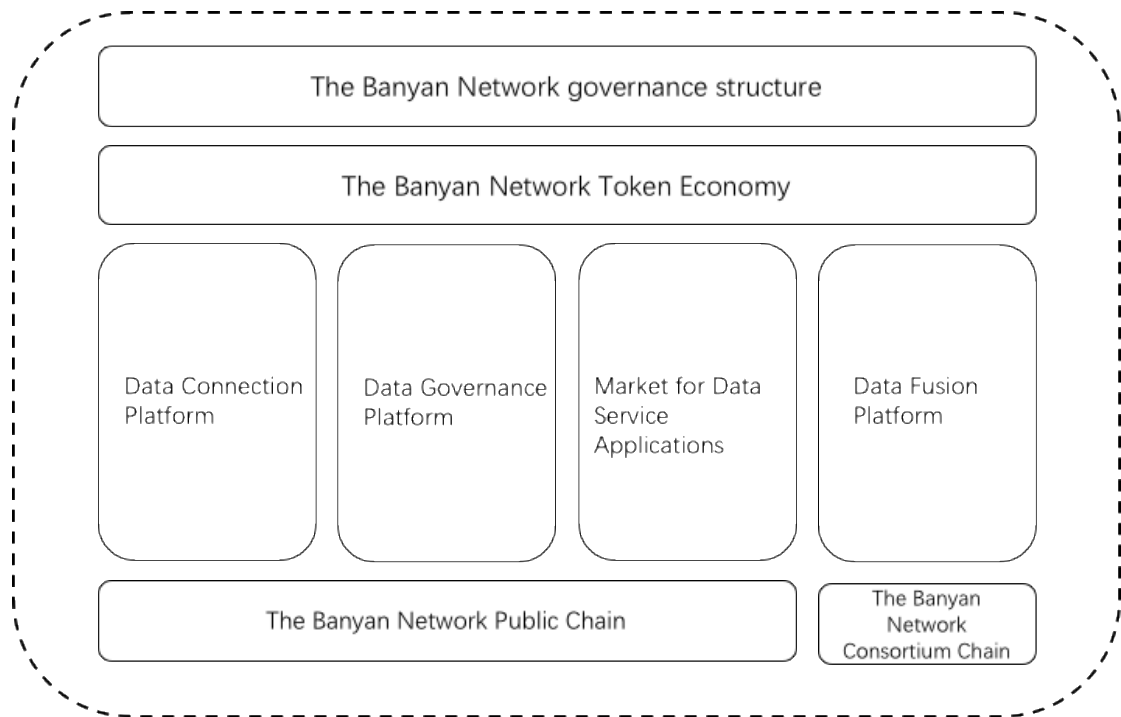 The Banyan Network governance structure
The Banyan Network Token Economy
Data Connection
Platform
Data Governance
Platform
Market for Data
Service
Applications
Data Fusion
Platform
The Banyan Network Public Chain
The Banyan
Network
Consortium Chain